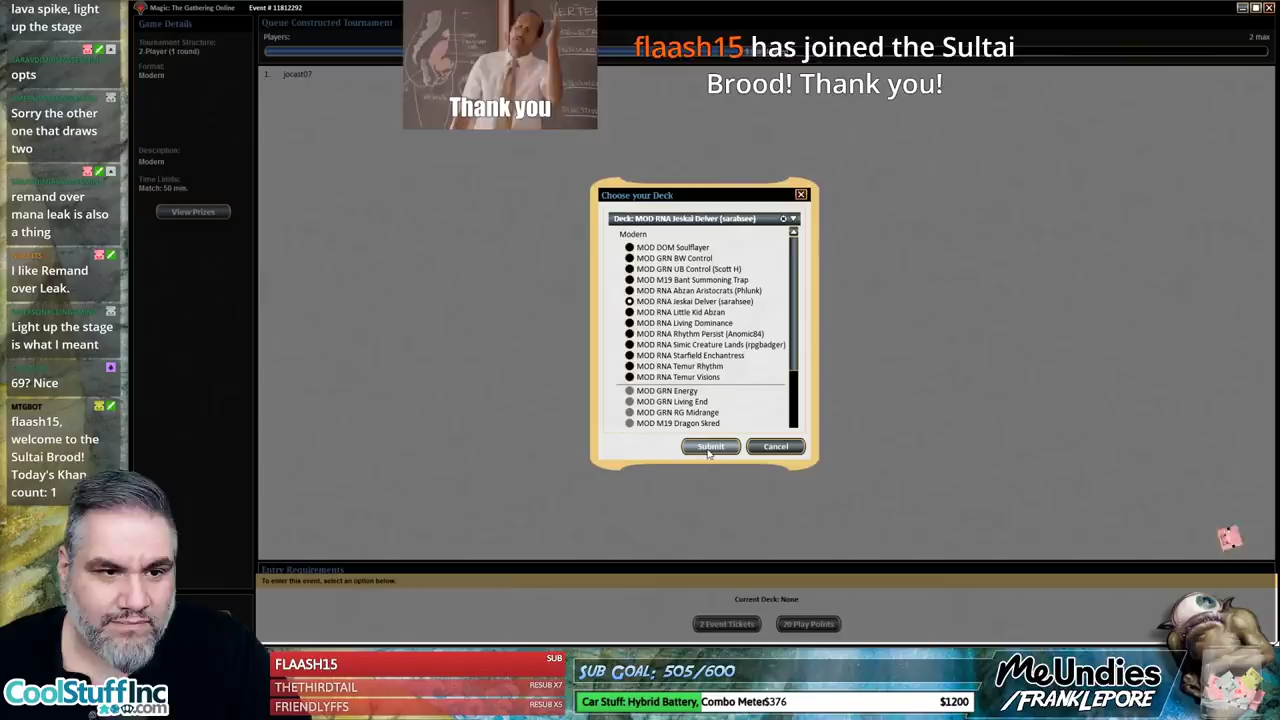 lava spike, light
up the stage
opts
Sorry the other
one that draws
two
remand over
mana leak is also
a thing
I like Remand
over Leak.
Light up the stage
is what I meant
69? Nice
MTGBOT
flaash15,
welcome to the
Sultai Brood!
Today's Khan
count: 1
Magic: The Gathering Online
Event # 11812292
Game Details
Tournament Structure:
2-Player (1 round)
Format:
Modern
Description:
Modern
Time Limits:
Match: 50 min.
View Prizes
Queue Constructed Tournament
Players:
2 max
1. jocast07
Thank you
flaash15 has joined the Sultai
Brood! Thank you!
Choose your Deck
Deck: MOD RNA Jeskai Delver (sarahsee)
Modern
MOD DOM Soulflayer
MOD GRN BW Control
MOD GRN UB Control (Scott H)
MOD M19 Bant Summoning Trap
MOD RNA Abzan Aristocrats (Phlunk)
MOD RNA Jeskai Delver (sarahsee)
MOD RNA Little Kid Abzan
MOD RNA Living Dominance
MOD RNA Rhythm Persist (Anomic84)
MOD RNA Simic Creature Lands (rpgbadger)
MOD RNA Starfield Enchantress
MOD RNA Temur Rhythm
MOD RNA Temur Visions
MOD GRN Energy
MOD GRN Living End
MOD GRN RG Midrange
MOD M19 Dragon Skred
Submit
Cancel
Entry Requirements
To enter this event, select an option below.
Current Deck: None
2 Event Tickets
20 Play Points
FLAASH15 SUB
THETHIRDTAIL RESUB X7
FRIENDLYFFS RESUB X5
SUB GOAL: 505/600
Car Stuff: Hybrid Battery, Combo Meter $376
$1200
MeUndies
/FRANKLEPORE
CoolStuffInc
.com